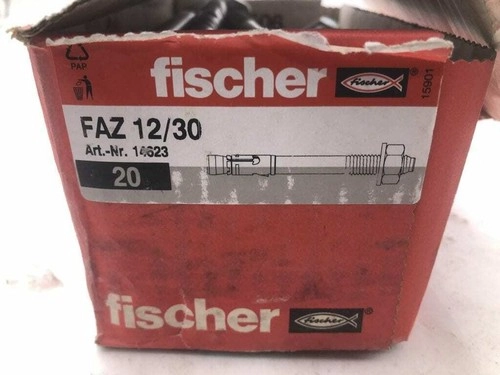 PAP
fischer
fischer
®
15901
FAZ 12/30
Art.-Nr. 14623
20
fischer
fischer